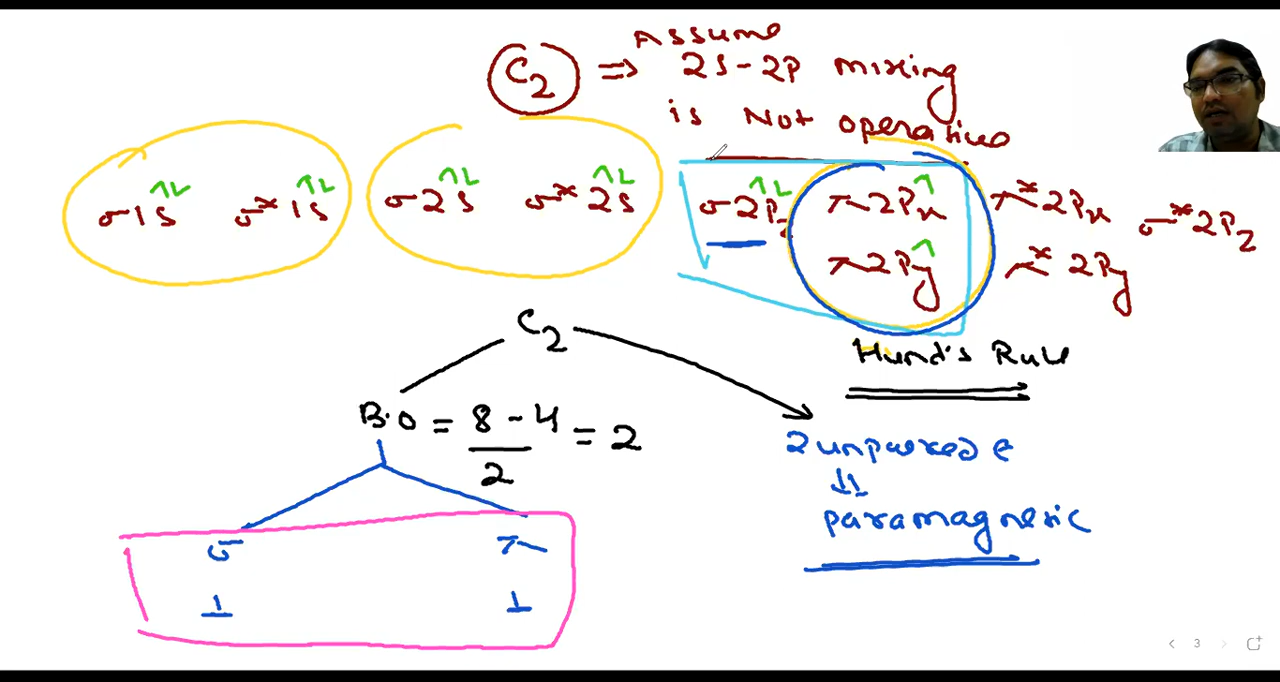 C2 ⇒ Assume
2S-2P mixing
is Not operative
σ1S↑↓ σ*1S↑↓ σ2S↑↓ σ*2S↑↓ σ2Pz↑↓ π2Px↑ π*2Px σ*2Pz
π2Py↑ π*2Py
C2
Hund's Rule
B.O = 8-4/2 = 2
2 unpaired e
⇓
paramagnetic
σ π
1 1
3